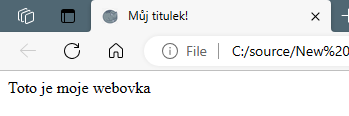 Můj titulek!
File
C:/source/New%20
Toto je moje webovka